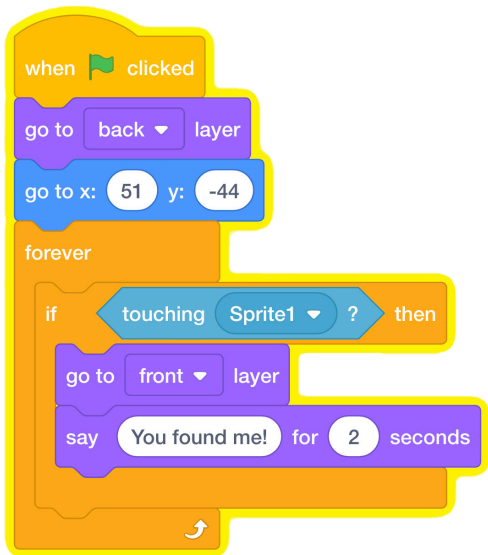 when clicked
go to back layer
go to x: 51 y: -44
forever
if touching Sprite1 ? then
go to front layer
say You found me! for 2 seconds